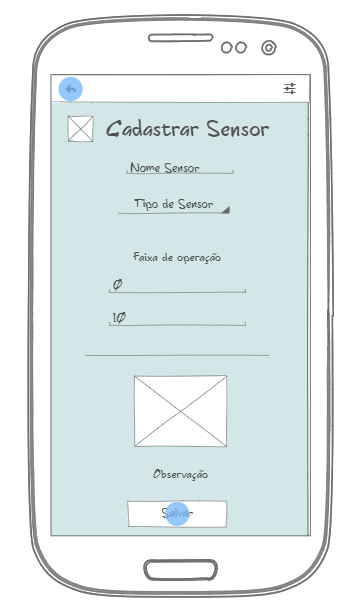 Cadastrar Sensor
Nome Sensor
Tipo de Sensor
Faixa de operação
0
10
Observação
Salvar